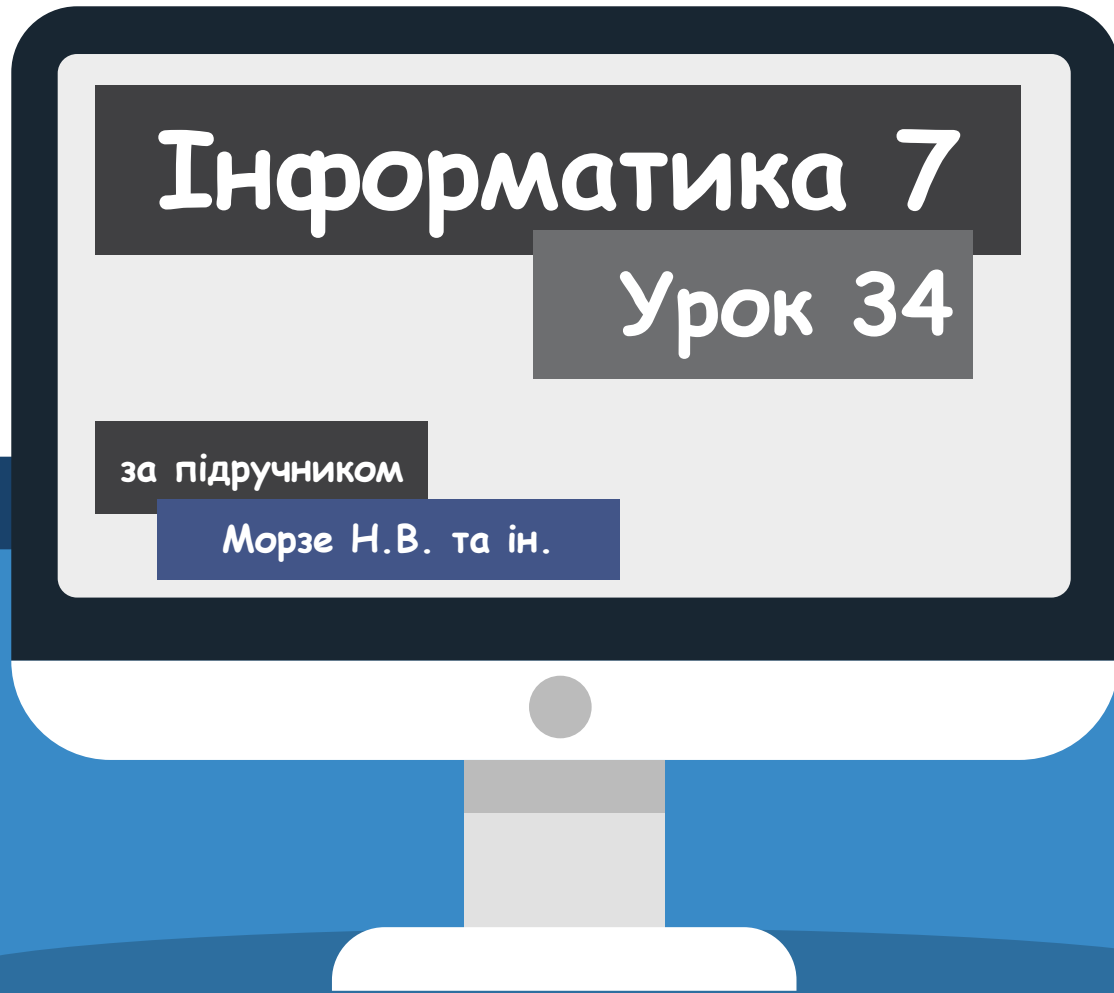 Інформатика 7
Урок 34
за підручником
Морзе Н.В. та ін.